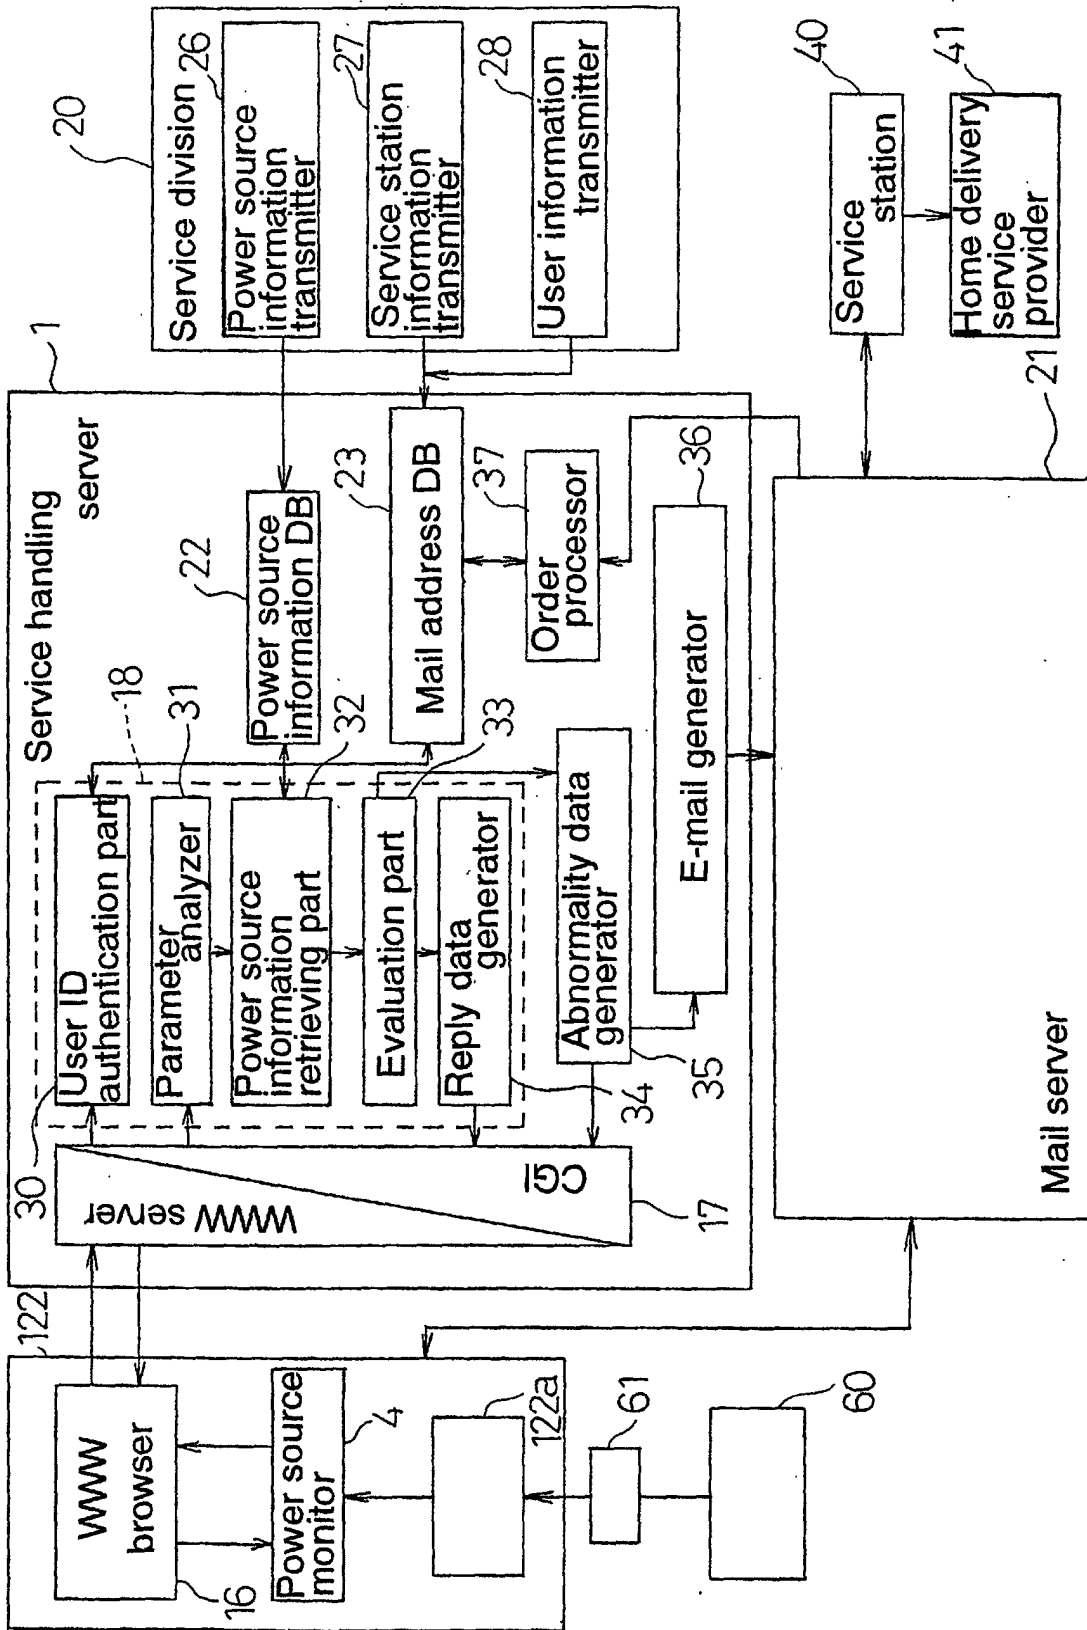 122
WWW
browser
16
Power source
monitor
4
122a
61
60
Service handling
server
1
WWW server
CGI
17
18
30
User ID
authentication part
Parameter
analyzer
31
Power source
information
retrieving part
32
Evaluation part
33
Reply data
generator
34
Abnormality data
generator
35
E-mail generator
36
Power source
information DB
22
Mail address DB
23
Order
processor
37
Service division
20
Power source
information
transmitter
26
Service station
information
transmitter
27
User information
transmitter
28
Mail server
21
Service
station
40
Home delivery
service
provider
41